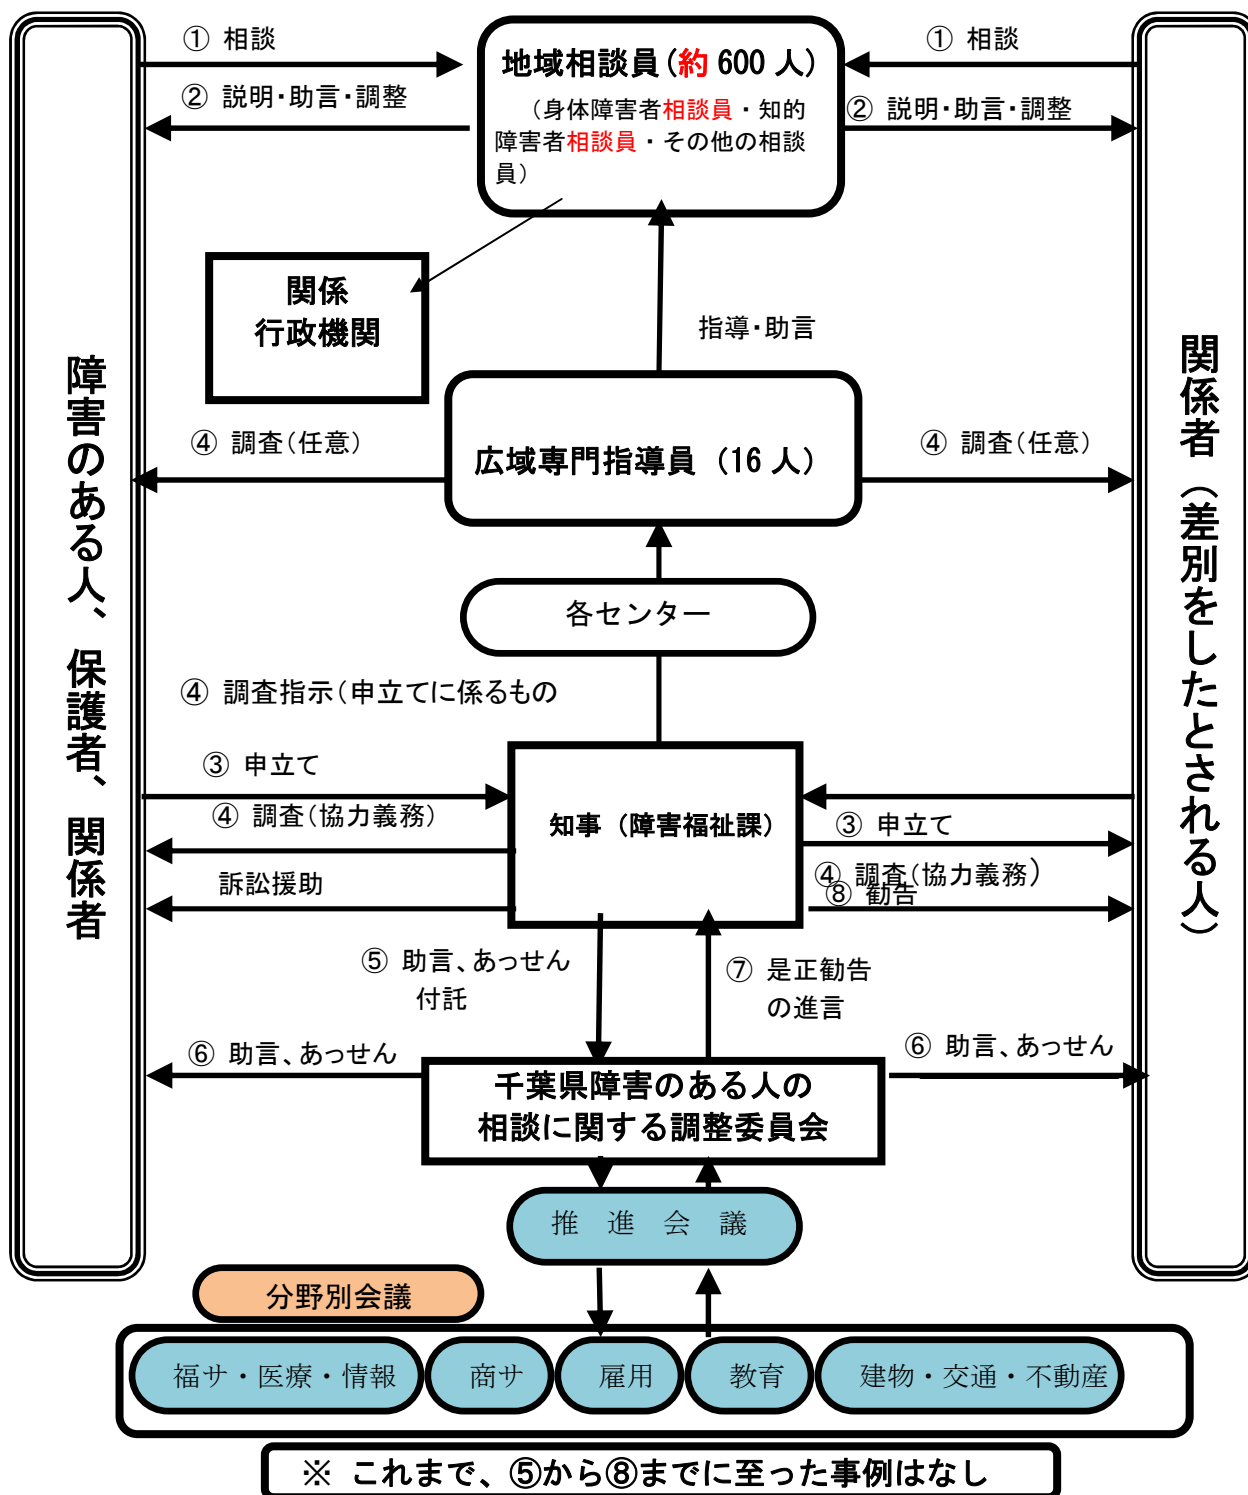 ① 相談
① 相談
地域相談員(約 600 人)
② 説明・助言・調整
② 説明・助言・調整
(身体障害者相談員・知的
障害者相談員・その他の相談
員)
関係
行政機関
指導・助言
障害のある人、保護者、関係者
関係者(差別をしたとされる人)
④ 調査(任意)
広域専門指導員 (16 人)
④ 調査(任意)
各センター
④ 調査指示(申立てに係るもの
③ 申立て
④ 調査(協力義務)
知事 (障害福祉課)
③ 申立て
訴訟援助
④ 調査(協力義務)
⑧ 勧告
⑤ 助言、あっせん
付託
⑦ 是正勧告
の進言
⑥ 助言、あっせん
⑥ 助言、あっせん
千葉県障害のある人の
相談に関する調整委員会
推 進 会 議
分野別会議
福サ・医療・情報
商サ
雇用
教育
建物・交通・不動産
※ これまで、⑤から⑧までに至った事例はなし